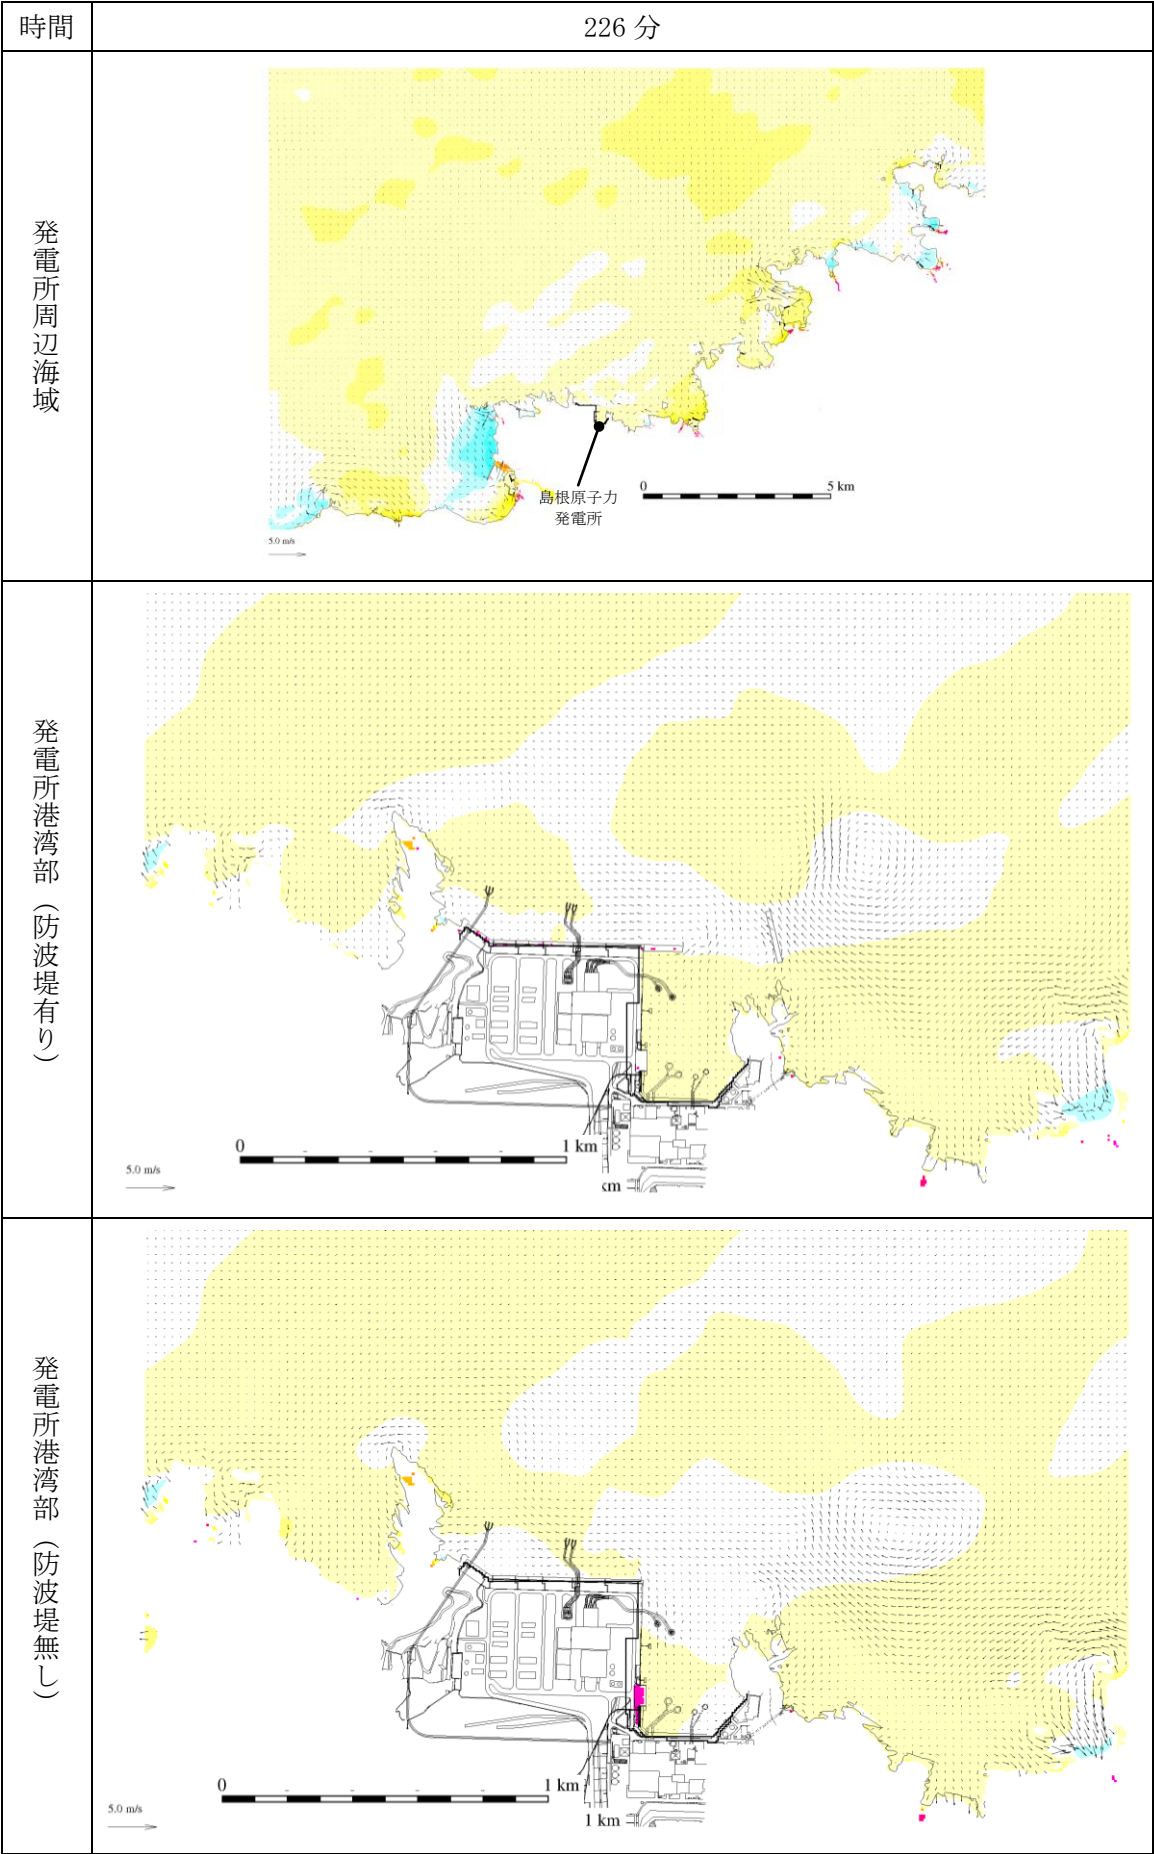 時間
226 分
発電所周辺海域
島根原子力
発電所
0
5 km
5.0 m/s
発電所港湾部（防波堤有り）
0
1 km
5.0 m/s
km
発電所港湾部（防波堤無し）
0
1 km
5.0 m/s
1 km